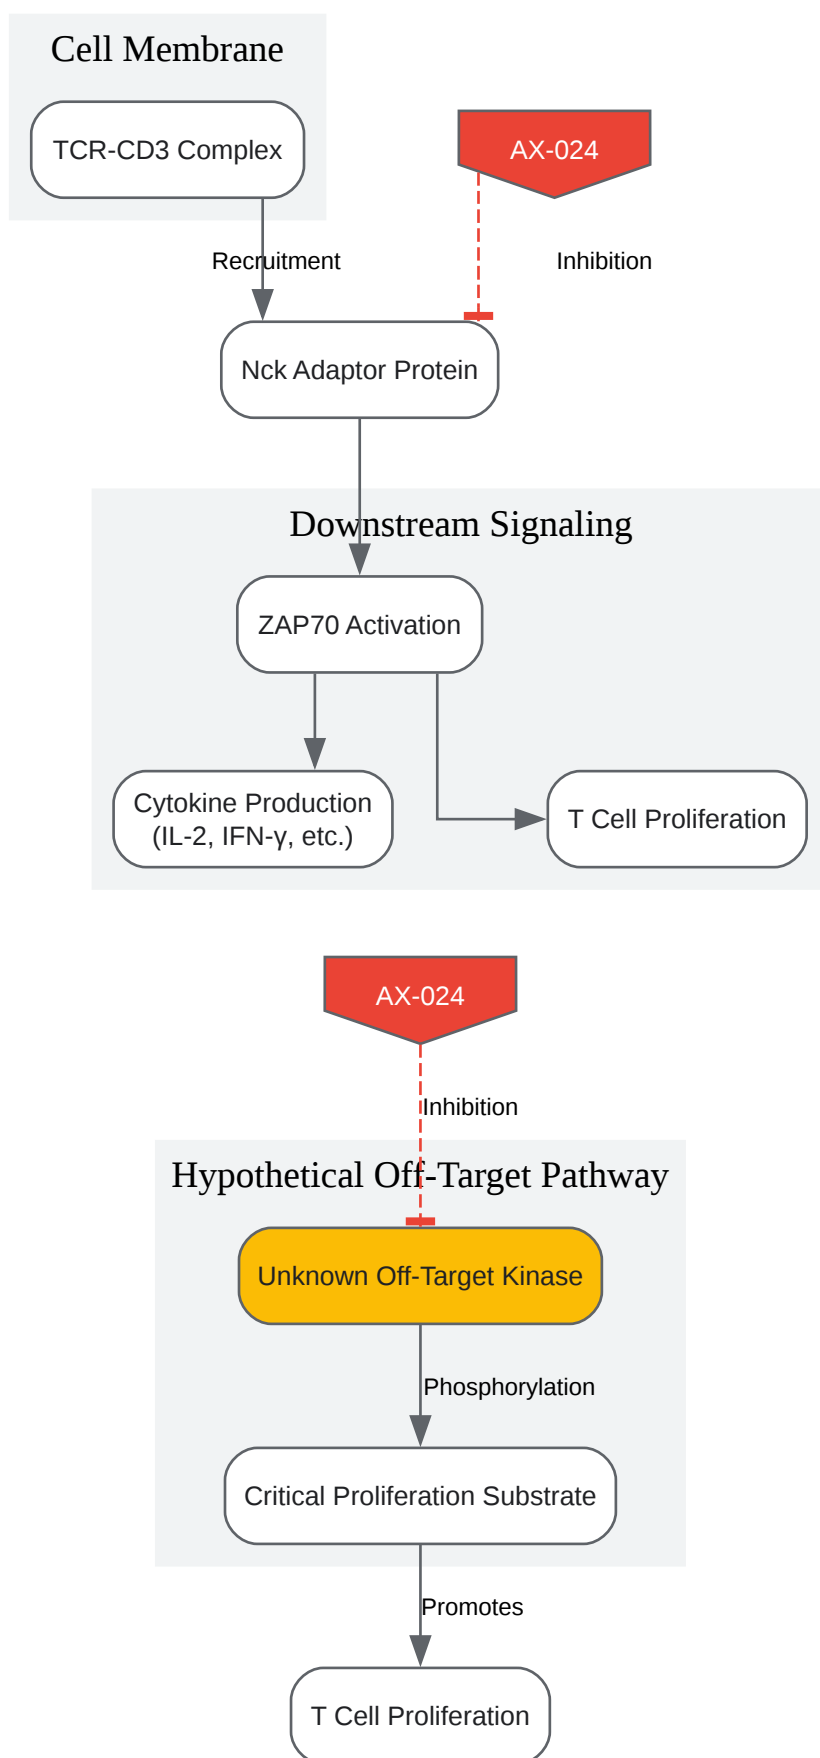 Cell Membrane
TCR-CD3 Complex
AX-024
Recruitment
Inhibition
Nck Adaptor Protein
Downstream Signaling
ZAP70 Activation
Cytokine Production
(IL-2, IFN-γ, etc.)
T Cell Proliferation
AX-024
Inhibition
Hypothetical Off-Target Pathway
Unknown Off-Target Kinase
Phosphorylation
Critical Proliferation Substrate
Promotes
T Cell Proliferation